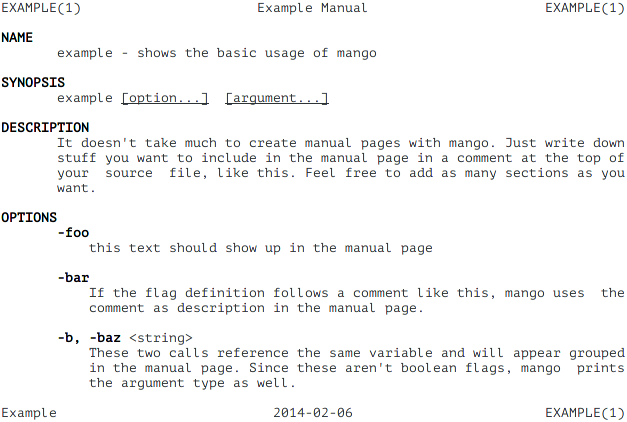 EXAMPLE(1) Example Manual EXAMPLE(1)
NAME
example - shows the basic usage of mango
SYNOPSIS
example [option...] [argument...]
DESCRIPTION
It doesn't take much to create manual pages with mango. Just write down
stuff you want to include in the manual page in a comment at the top of
your source file, like this. Feel free to add as many sections as you
want.
OPTIONS
-foo
this text should show up in the manual page
-bar
If the flag definition follows a comment like this, mango uses the
comment as description in the manual page.
-b, -baz <string>
These two calls reference the same variable and will appear grouped
in the manual page. Since these aren't boolean flags, mango prints
the argument type as well.
Example 2014-02-06 EXAMPLE(1)